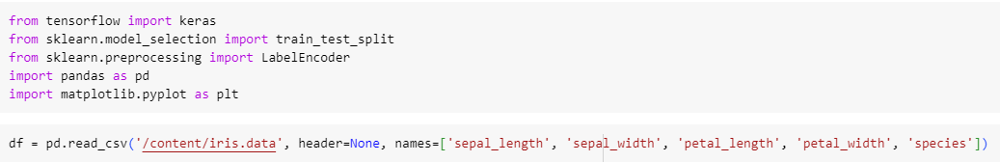 from tensorflow import keras
from sklearn.model_selection import train_test_split
from sklearn.preprocessing import LabelEncoder
import pandas as pd
import matplotlib.pyplot as plt
df = pd.read_csv('/content/iris.data', header=None, names=['sepal_length', 'sepal_width', 'petal_length', 'petal_width', 'species'])